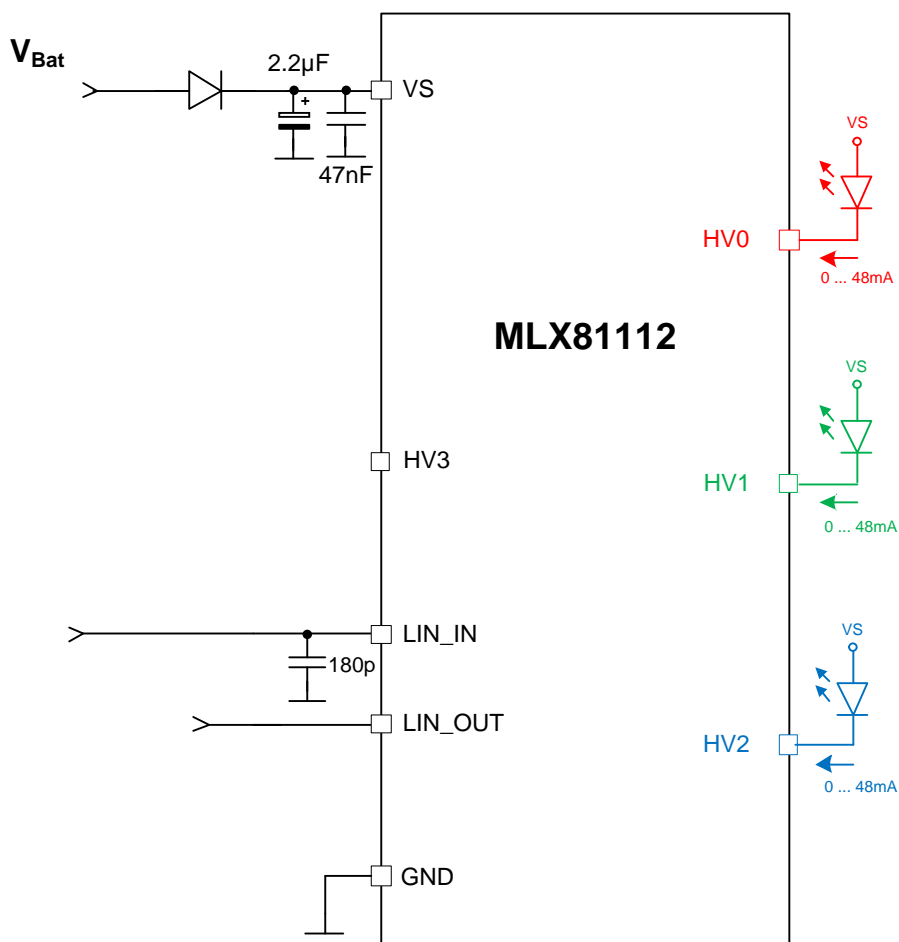 VBat
2.2µF
+
VS
47nF
VS
HV0
0 ... 48mA
MLX81112
VS
HV3
HV1
0 ... 48mA
LIN_IN
180p
VS
LIN_OUT
HV2
0 ... 48mA
GND